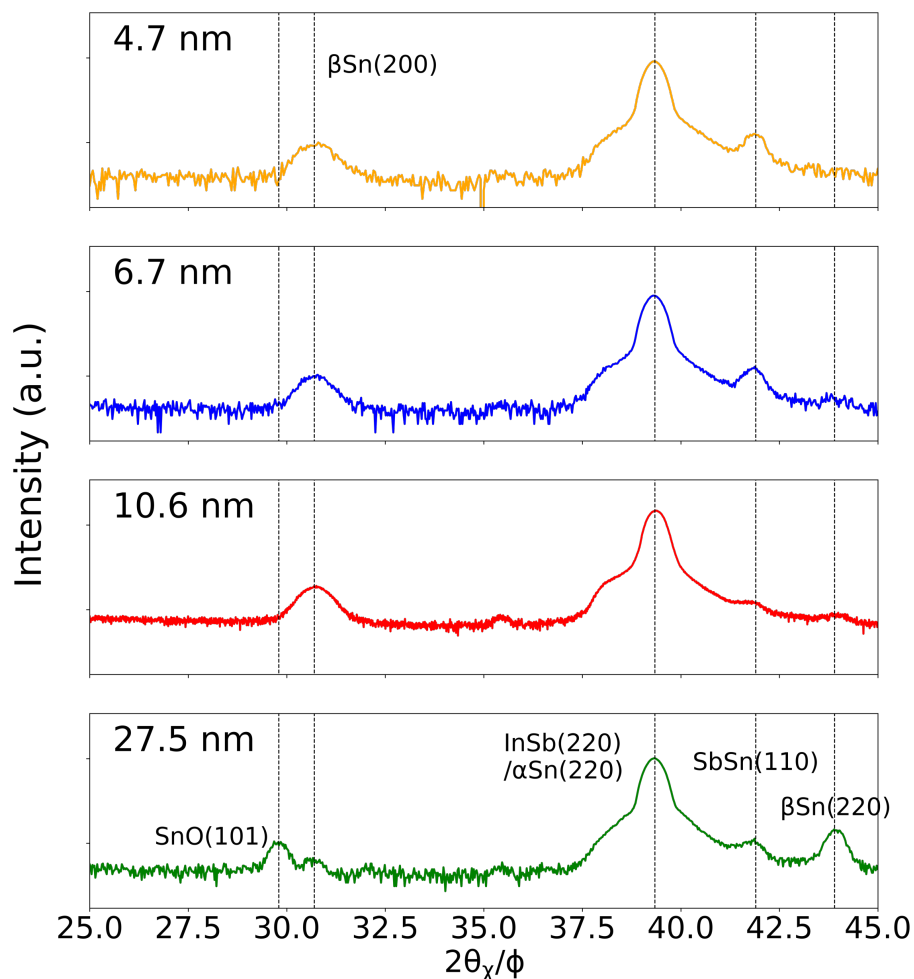 4.7 nm
βSn(200)
6.7 nm
10.6 nm
27.5 nm
InSb(220)
/αSn(220)
SbSn(110)
βSn(220)
SnO(101)
Intensity (a.u.)
25.0 27.5 30.0 32.5 35.0 37.5 40.0 42.5 45.0
2θχ/ϕ